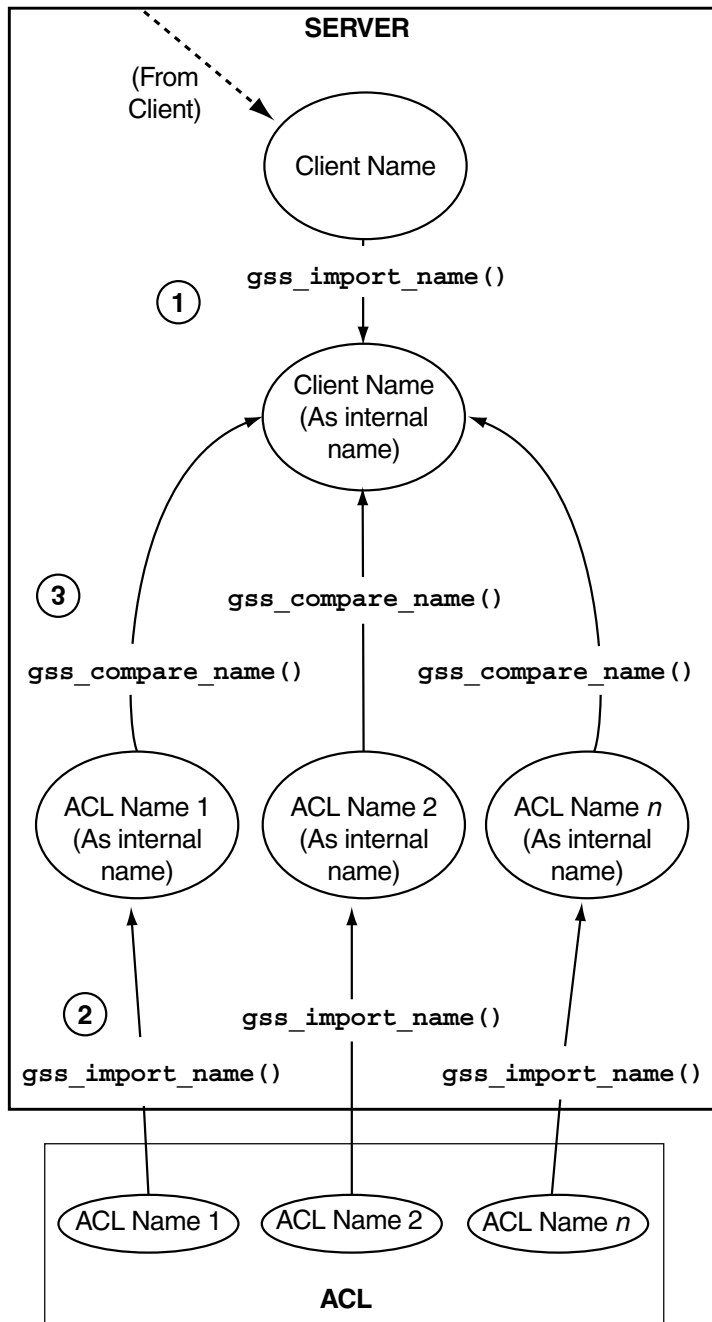 SERVER
(From
Client)
Client Name
gss_import_name()
1
Client Name
(As internal
name)
3
gss_compare_name()
gss_compare_name()
gss_compare_name()
ACL Name 1
(As internal
name)
ACL Name 2
(As internal
name)
ACL Name n
(As internal
name)
2
gss_import_name()
gss_import_name()
gss_import_name()
ACL Name 1
ACL Name 2
ACL Name n
ACL